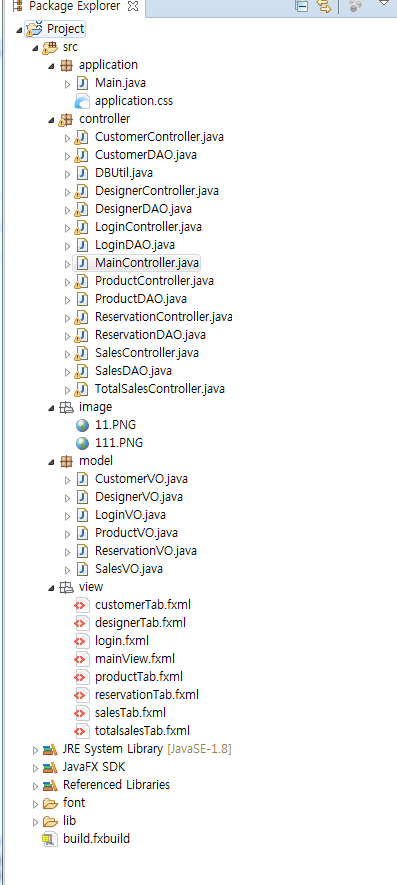 Package Explorer
Project
src
application
Main.java
application.css
controller
CustomerController.java
CustomerDAO.java
DBUtil.java
DesignerController.java
DesignerDAO.java
LoginController.java
LoginDAO.java
MainController.java
ProductController.java
ProductDAO.java
ReservationController.java
ReservationDAO.java
SalesController.java
SalesDAO.java
TotalSalesController.java
image
11.PNG
111.PNG
model
CustomerVO.java
DesignerVO.java
LoginVO.java
ProductVO.java
ReservationVO.java
SalesVO.java
view
customerTab.fxml
designerTab.fxml
login.fxml
mainView.fxml
productTab.fxml
reservationTab.fxml
salesTab.fxml
totalsalesTab.fxml
JRE System Library [JavaSE-1.8]
JavaFX SDK
Referenced Libraries
font
lib
build.fxbuild